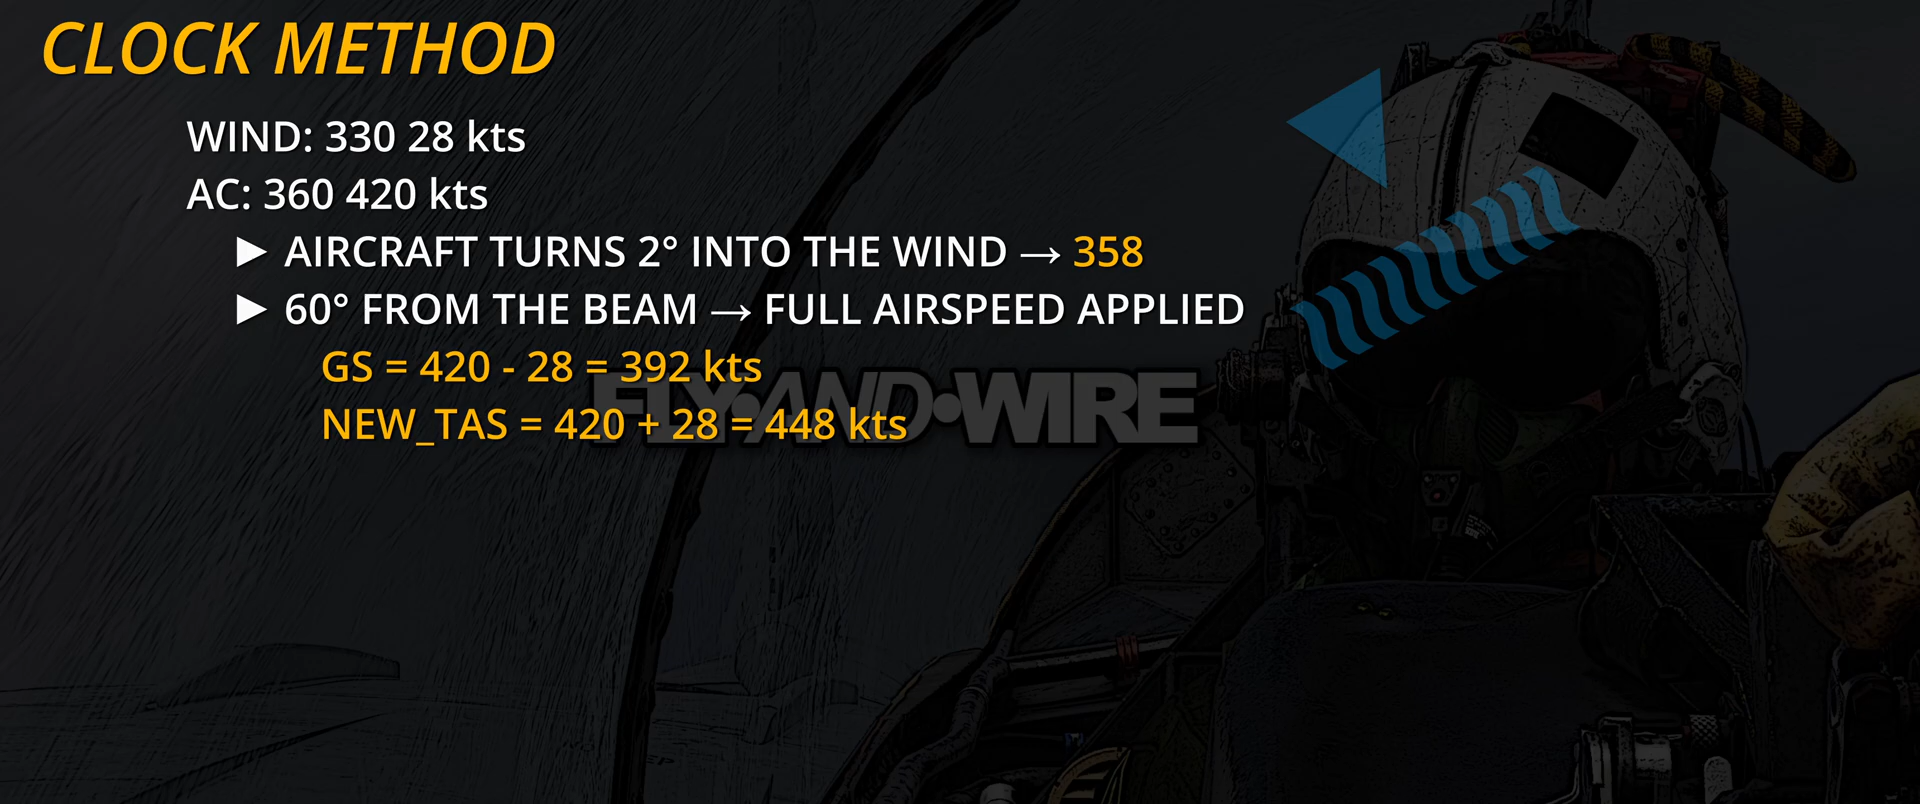 CLOCK METHOD
WIND: 330 28 kts
AC: 360 420 kts
► AIRCRAFT TURNS 2° INTO THE WIND → 358
► 60° FROM THE BEAM → FULL AIRSPEED APPLIED
GS = 420 - 28 = 392 kts
FLY•AND•WIRE
NEW_TAS = 420 + 28 = 448 kts